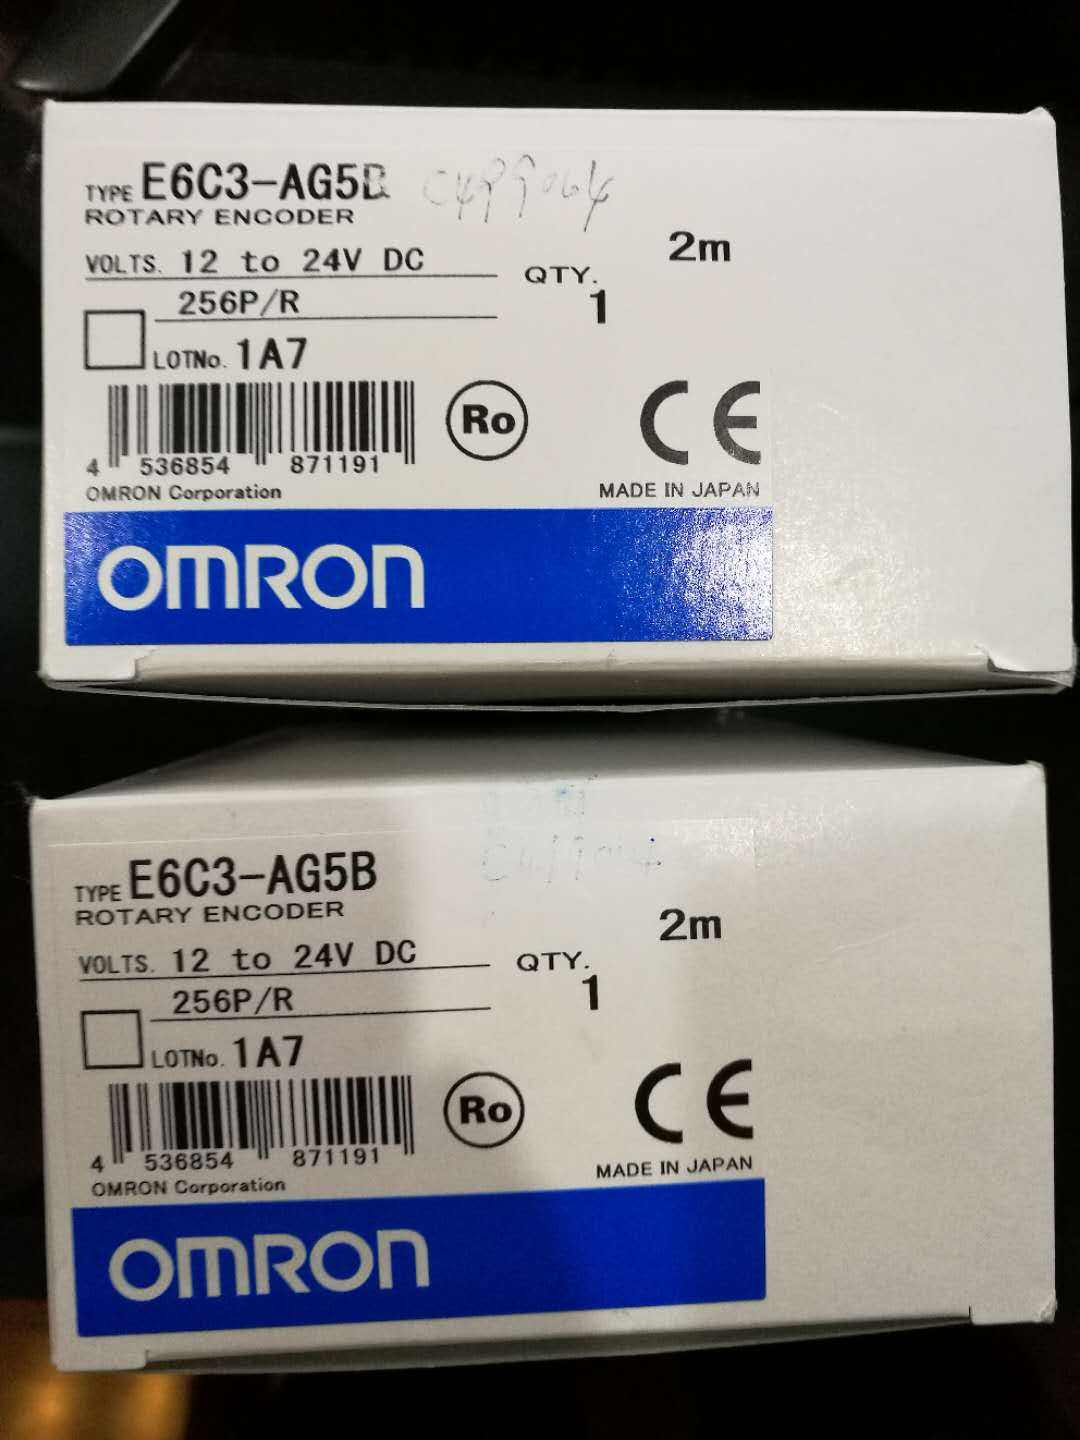 TYPE E6C3-AG5B C499064
ROTARY ENCODER
2m
VOLTS. 12 to 24V DC
QTY.
256P/R
1
LOTNo. 1A7
Ro
CE
4 536854 871191
OMRON Corporation
MADE IN JAPAN
OMRON
TYPE E6C3-AG5B
ROTARY ENCODER
2m
VOLTS. 12 to 24V DC
QTY.
256P/R
1
LOTNo. 1A7
Ro
CE
4 536854 871191
OMRON Corporation
MADE IN JAPAN
OMRON